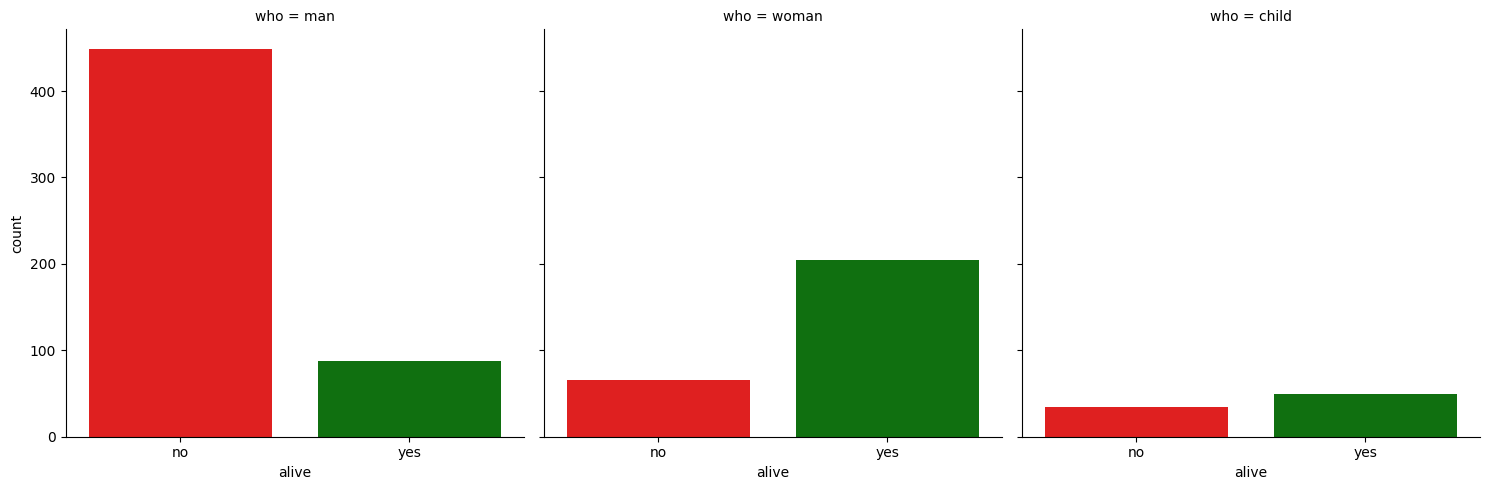 who = man
who = woman
who = child
count
400
300
200
100
0
no yes
no yes
no yes
alive
alive
alive